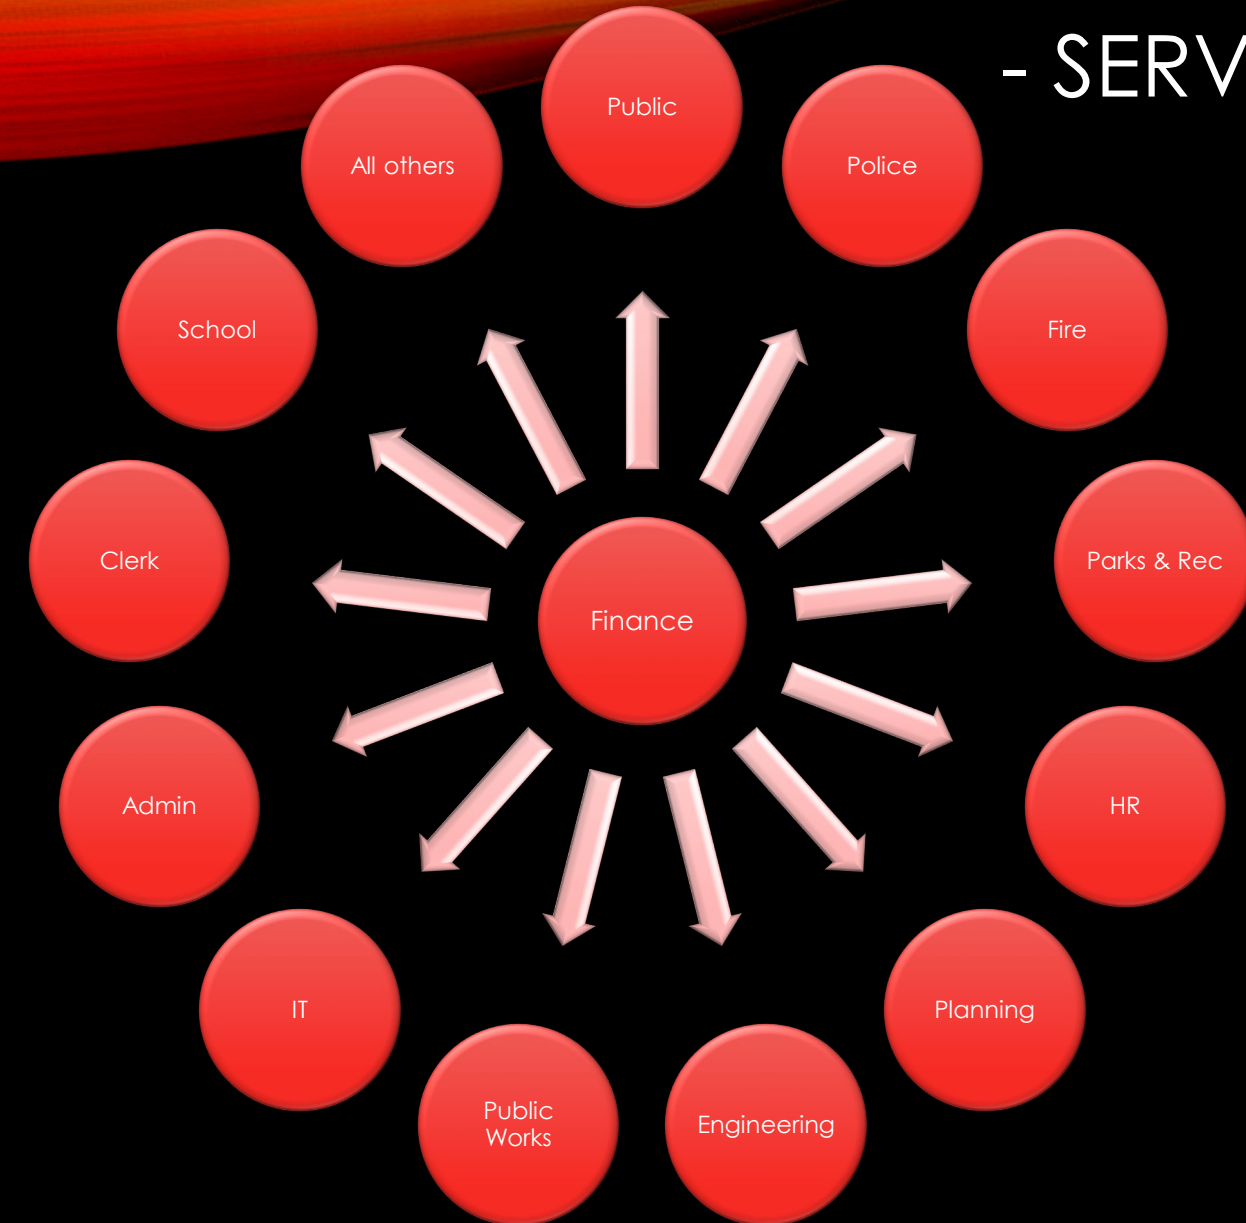 - SERV
Public
Police
Fire
Parks & Rec
HR
Planning
Engineering
Public
Works
IT
Admin
Clerk
School
All others
Finance